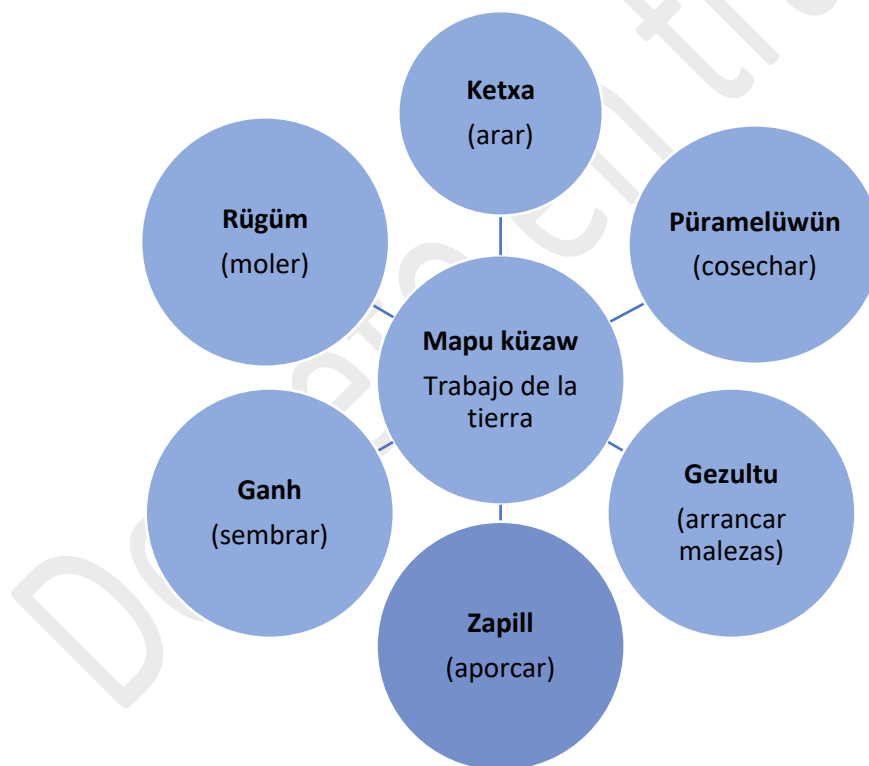 Ketxa
(arar)
Püramelüwün
(cosechar)
Gezultu
(arrancar
malezas)
Zapill
(aporcar)
Ganh
(sembrar)
Rügüm
(moler)
Mapu küzaw
Trabajo de la
tierra